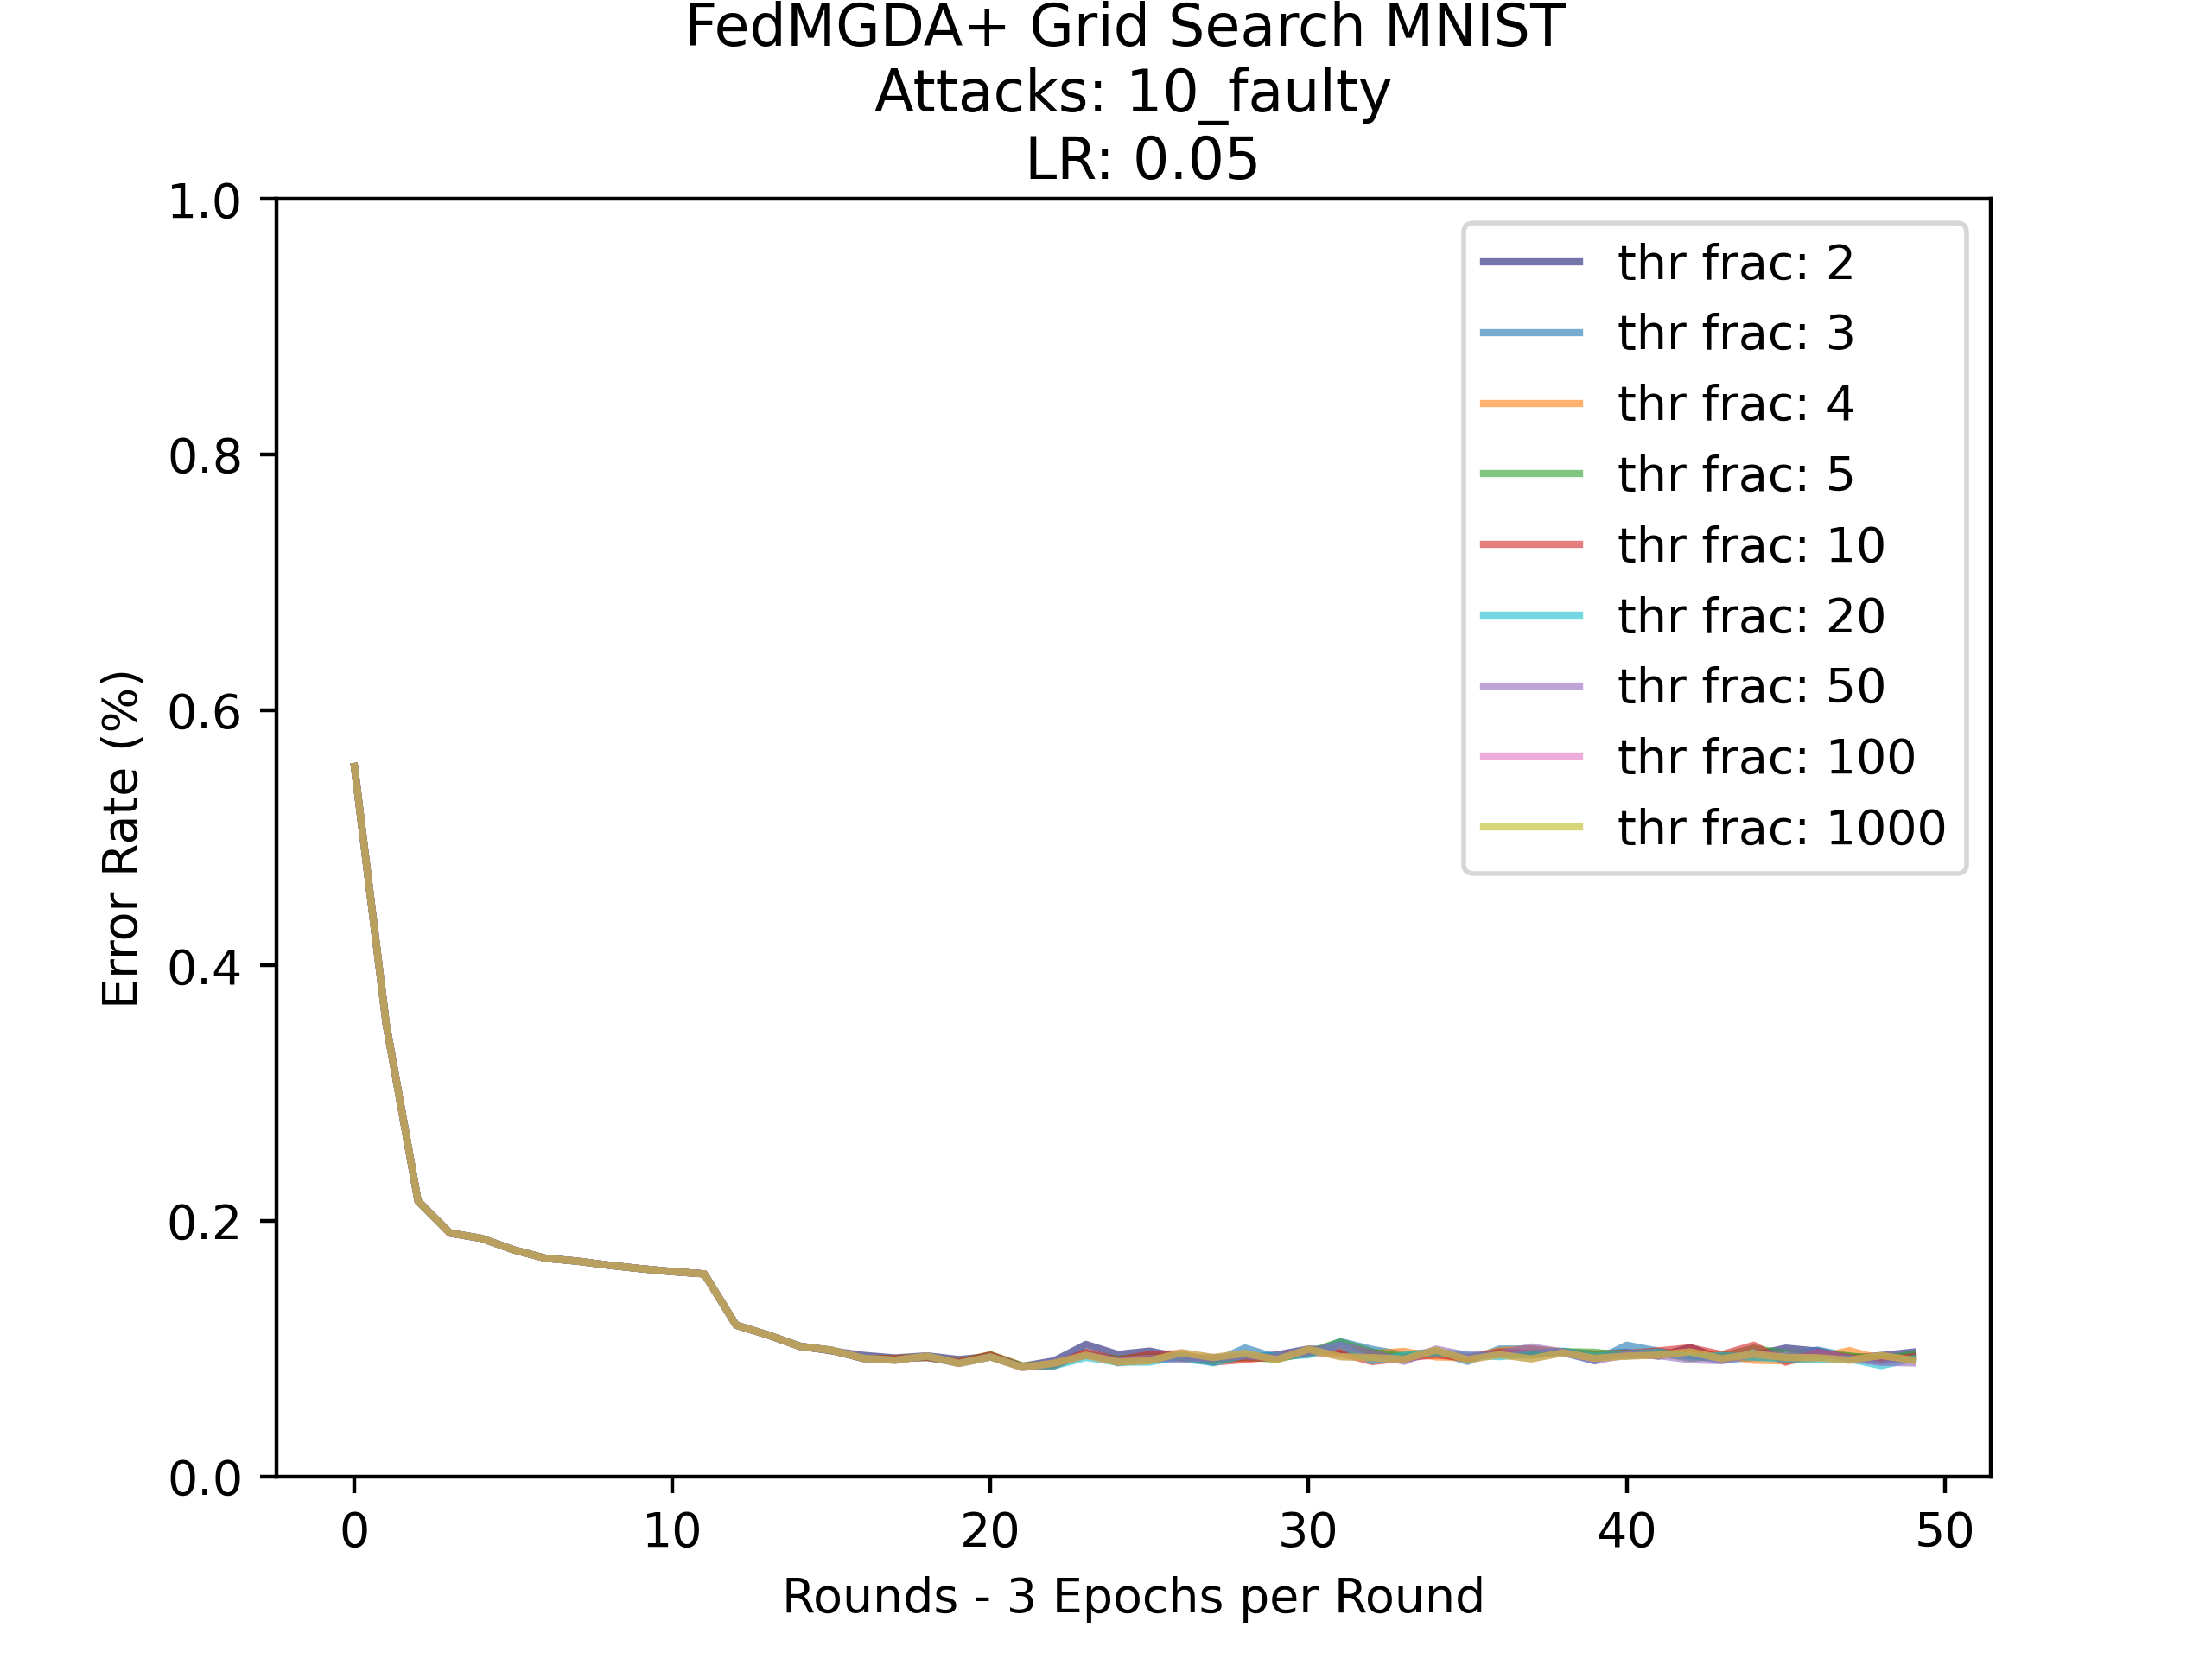 FedMGDA+ Grid Search MNIST
Attacks: 10_faulty
LR: 0.05
1.0
0.8
0.6
0.4
0.2
0.0
Error Rate (%)
thr frac: 2
thr frac: 3
thr frac: 4
thr frac: 5
thr frac: 10
thr frac: 20
thr frac: 50
thr frac: 100
thr frac: 1000
0 10 20 30 40 50
Rounds - 3 Epochs per Round